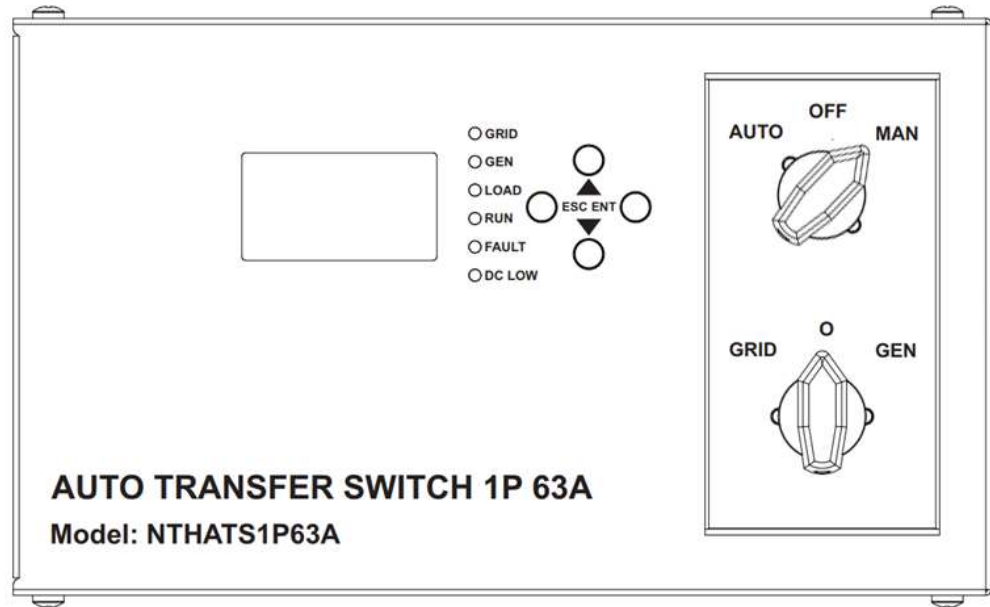 GRID
GEN
LOAD
RUN
FAULT
DC LOW
ESC ENT
OFF
AUTO MAN
O
GRID GEN
AUTO TRANSFER SWITCH 1P 63A
Model: NTHATS1P63A